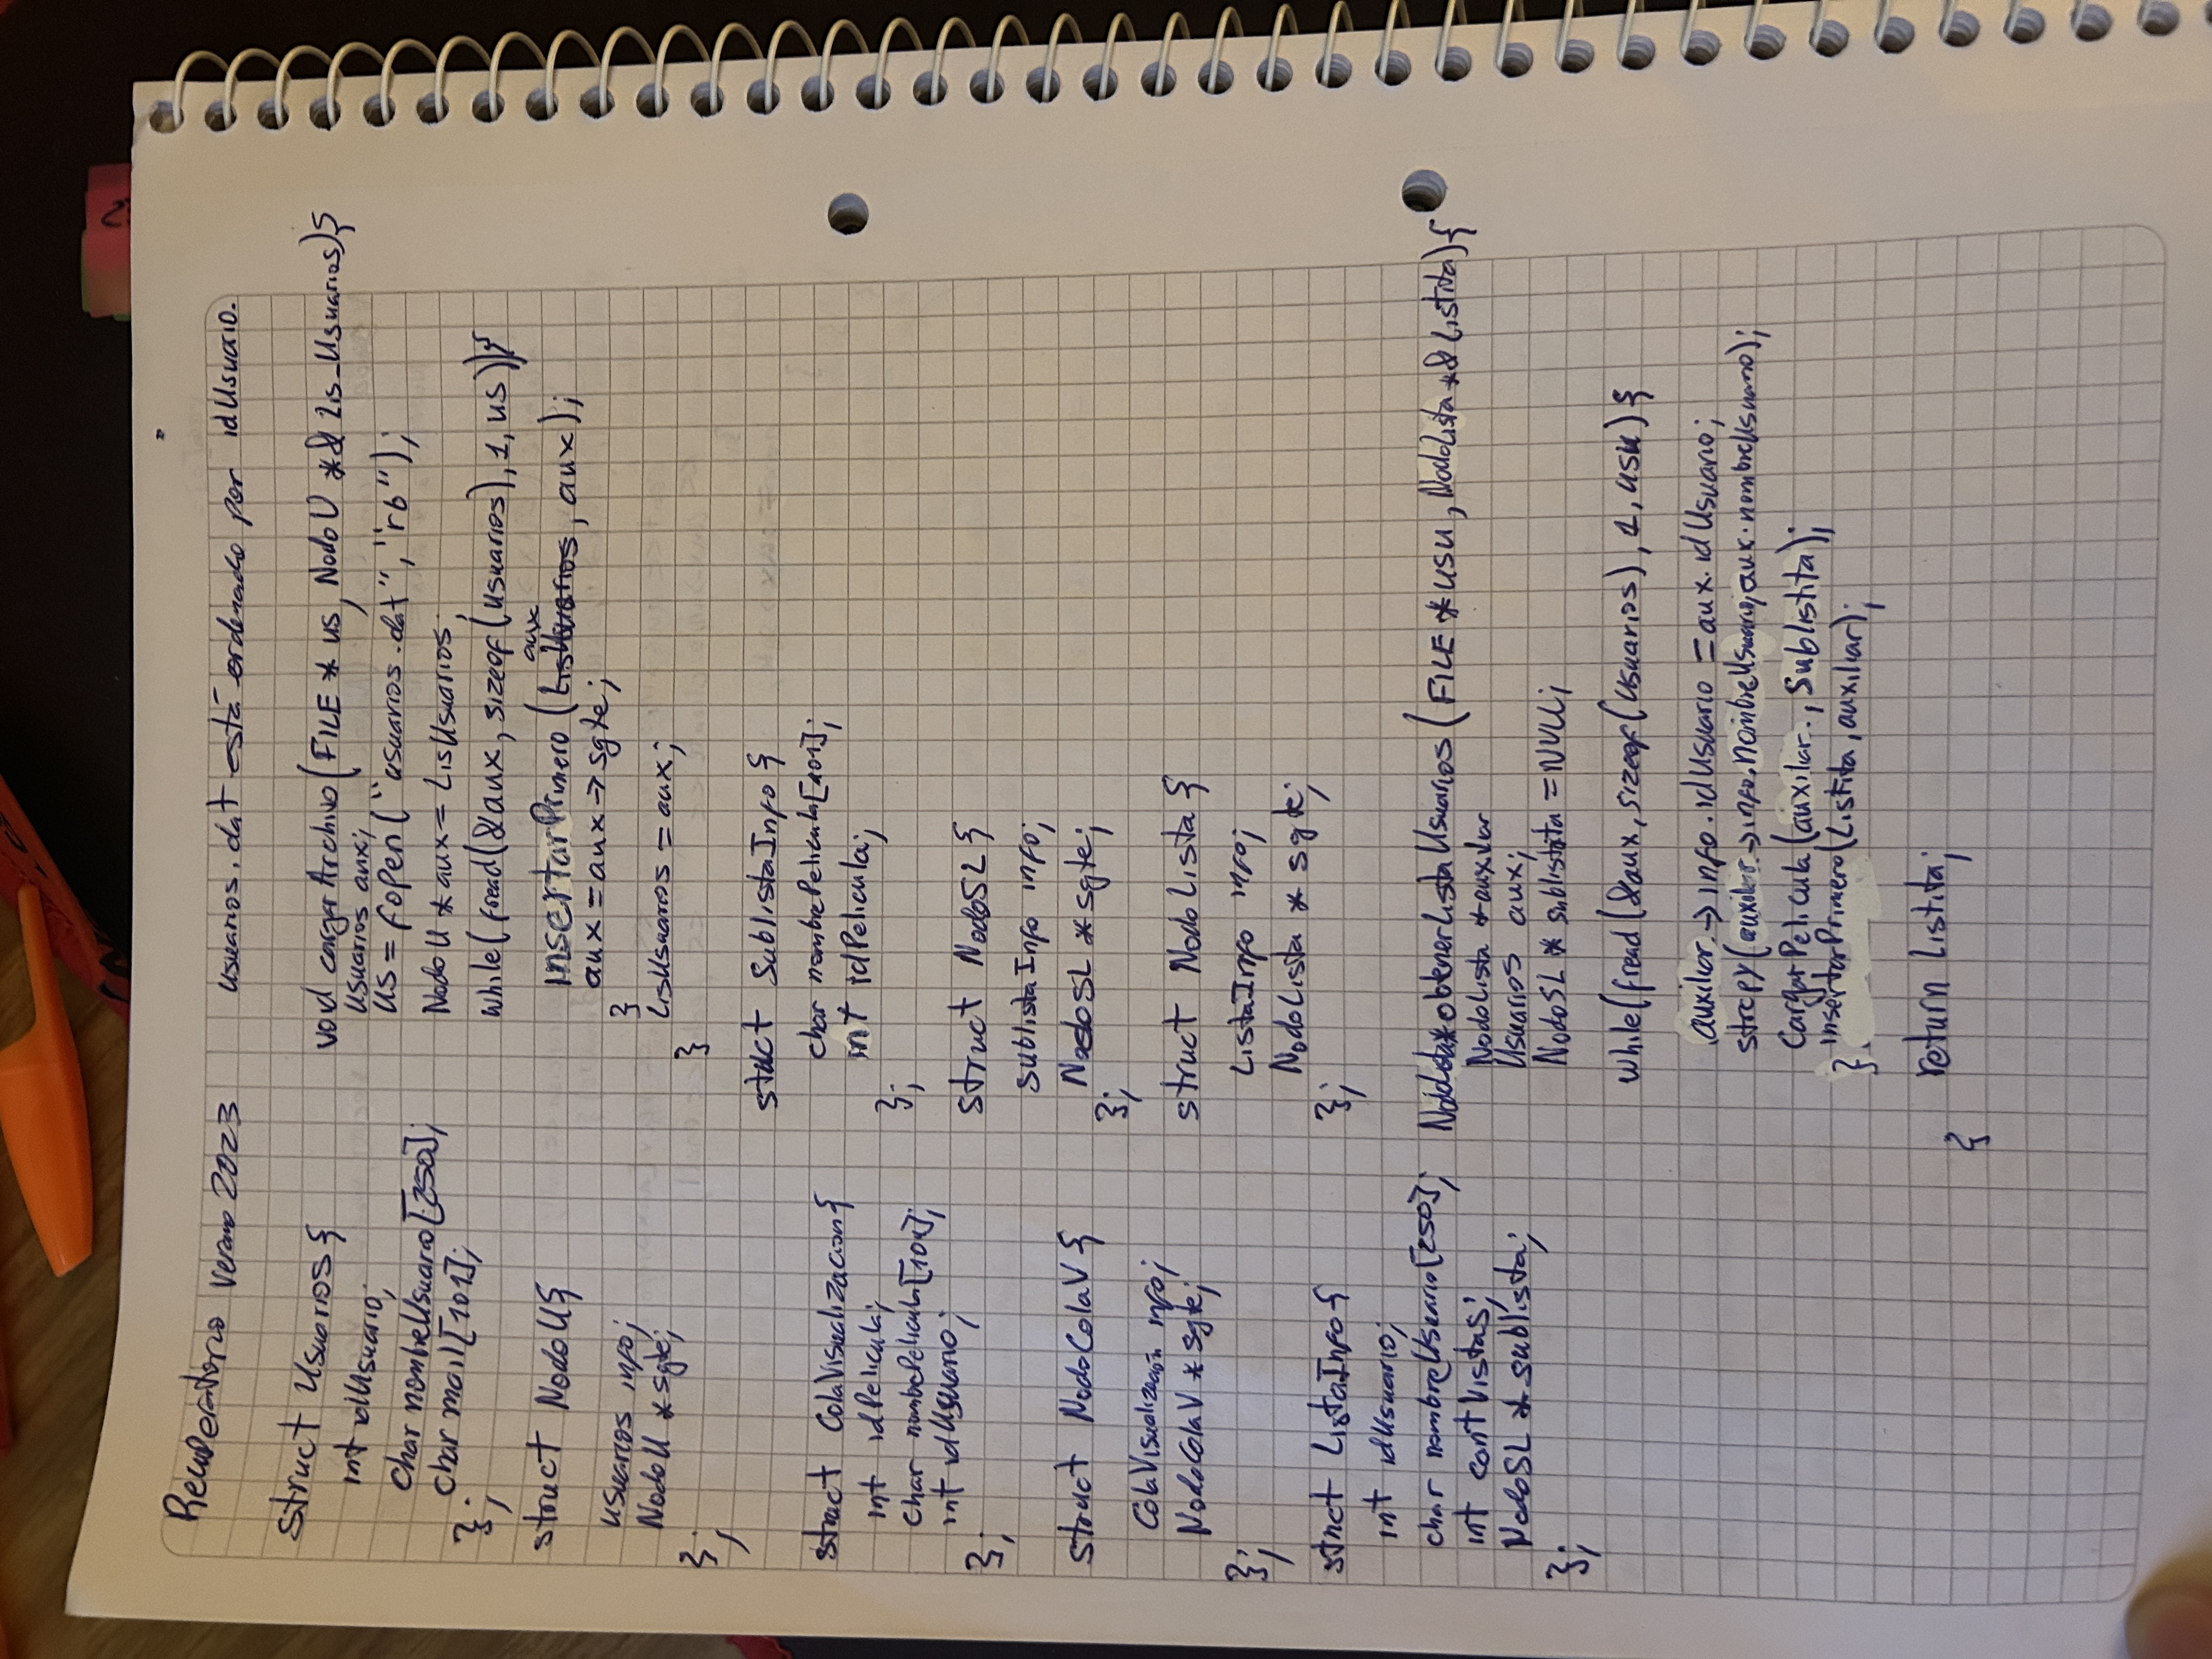 Recuperatorio Verano 2023
usuarios.dat está ordenado por idUsuario.
struct Usuarios {
int idUsuario;
char nombreUsuario[250];
char mail[101];
};
struct NodoU{
usuarios info;
NodoU *sgte;
};
struct ColaVisualizacion{
int idPelicula;
char nombePelicula[101];
int idUsuario;
};
struct NodoColaV {
ColaVisualización info;
NodoColaV *sgte;
};
struct ListaInfo {
int idUsuario;
char nombreUsuario[250];
int contVistas;
NodoSL * sublista;
};
void cargarArchivo(FILE * us, NodoU *& Lis_Usuarios){
Usuarios aux;
us = fopen("usuarios.dat","rb");
NodoU *aux = LisUsuarios;
while(fread(&aux, sizeof(usuarios),1,us)){
aux
insertarPrimero (LisUsuarios, aux);
aux = aux->sgte;
}
LisUsuarios = aux;
}
stuct SublistaInfo {
char nombrePelicula[101];
int idPelicula;
};
struct NodoSL {
sublistaInfo info;
NodoSL * sgte;
};
struct NodoLista {
ListaInfo info;
NodoLista * sgte;
};
NodoLista*obtenerListaUsuarios (FILE *usu, NodoLista *& Listita){
NodoLista *auxiliar
Usuarios aux;
NodoSL * sublistita = NULL;
while(fread (&aux, sizeof(Usuarios),1,usu) {
auxiliar->info.idUsuario = aux.idUsuario;
strcpy(auxiliar->info.nombreUsuario, aux.nombreUsuario);
CargarPelicula (auxiliar., Sublistita);
insertarPrimero(Listita, auxiliar);
}
return Listita;
{